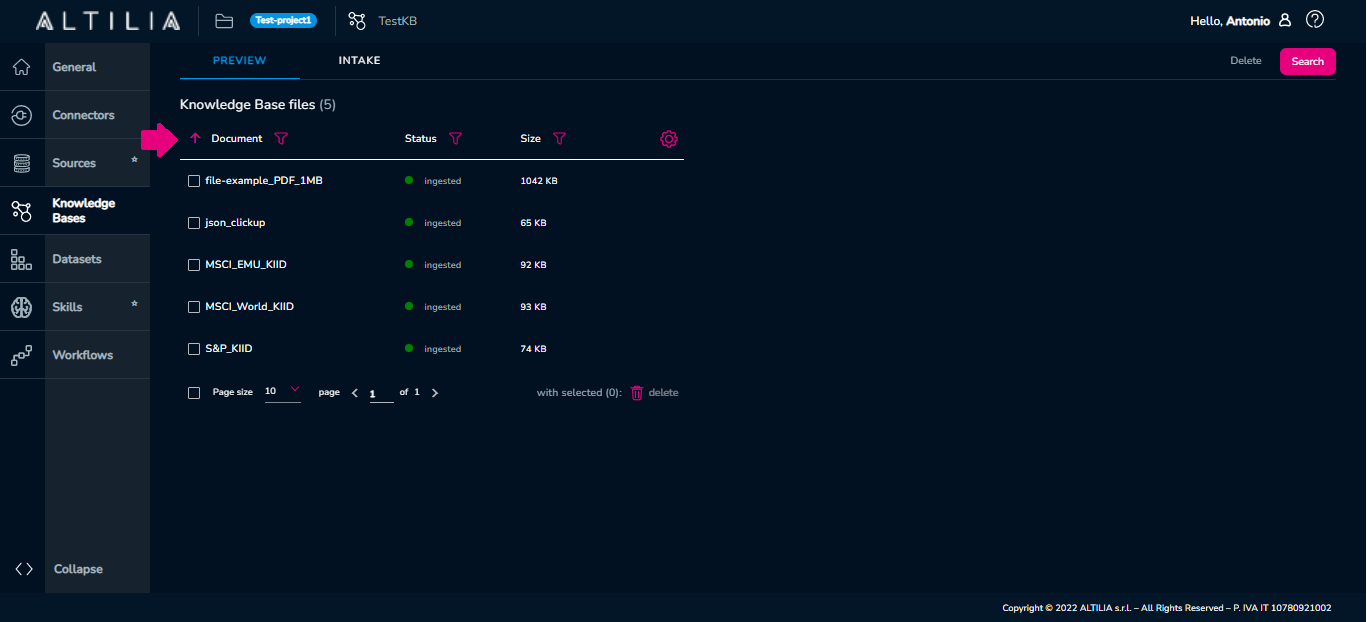 ALTILIA
Test-project1
TestKB
Hello, Antonio
General
Connectors
Sources
Knowledge
Bases
Datasets
Skills
Workflows
Collapse
PREVIEW INTAKE
Delete
Search
Knowledge Base files (5)
Document Status Size
file-example_PDF_1MB ingested 1042 KB
json_clickup ingested 65 KB
MSCI_EMU_KIID ingested 92 KB
MSCI_World_KIID ingested 93 KB
S&P_KIID ingested 74 KB
Page size 10 page 1 of 1 with selected (0): delete
Copyright © 2022 ALTILIA s.r.l. – All Rights Reserved – P. IVA IT 10780921002